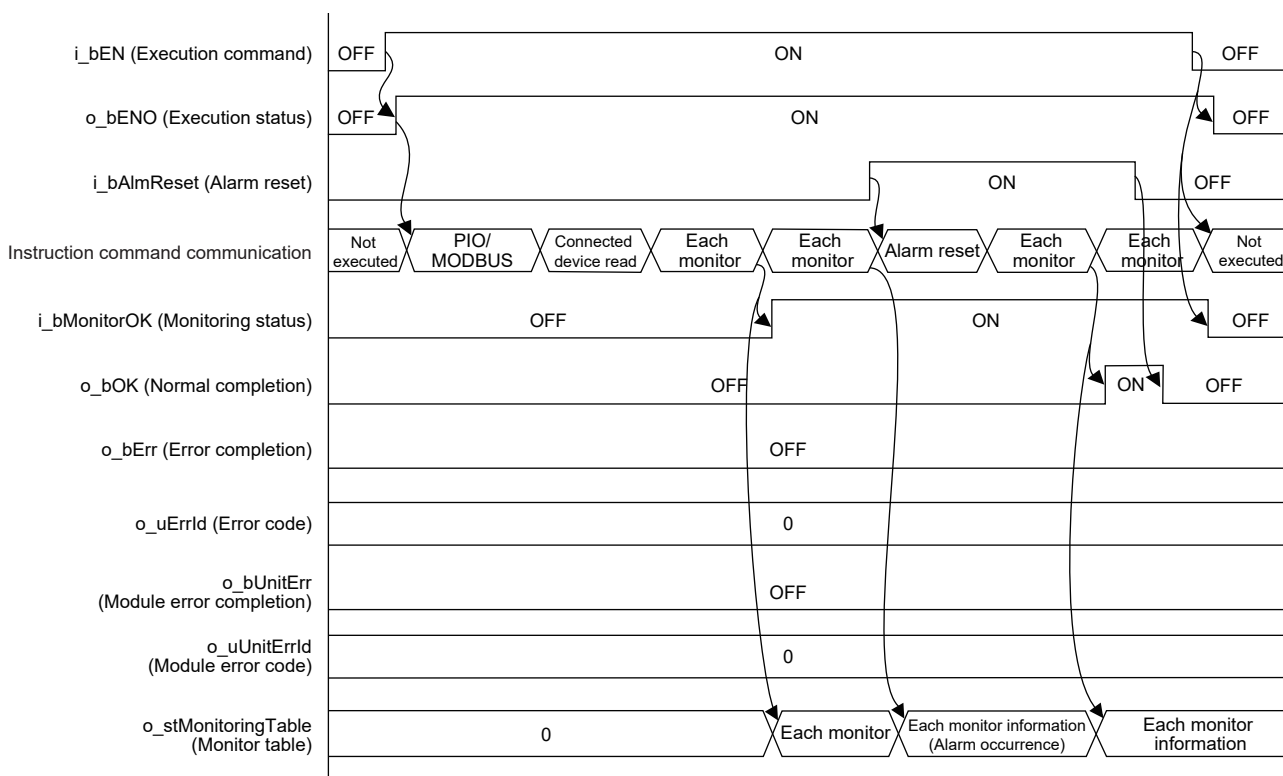 i_bEN (Execution command) OFF ON OFF
o_bENO (Execution status) OFF ON OFF
i_bAlmReset (Alarm reset) ON OFF
Instruction command communication
Not
executed
PIO/
MODBUS
Connected
device read
Each
monitor
Each
monitor
Alarm reset
Each
monitor
Each
monitor
Not
executed
i_bMonitorOK (Monitoring status) OFF ON OFF
o_bOK (Normal completion) OFF ON OFF
o_bErr (Error completion) OFF
o_uErrId (Error code) 0
o_bUnitErr
(Module error completion)
OFF
o_uUnitErrId
(Module error code)
0
o_stMonitoringTable
(Monitor table)
0
Each monitor
Each monitor information
(Alarm occurrence)
Each monitor
information